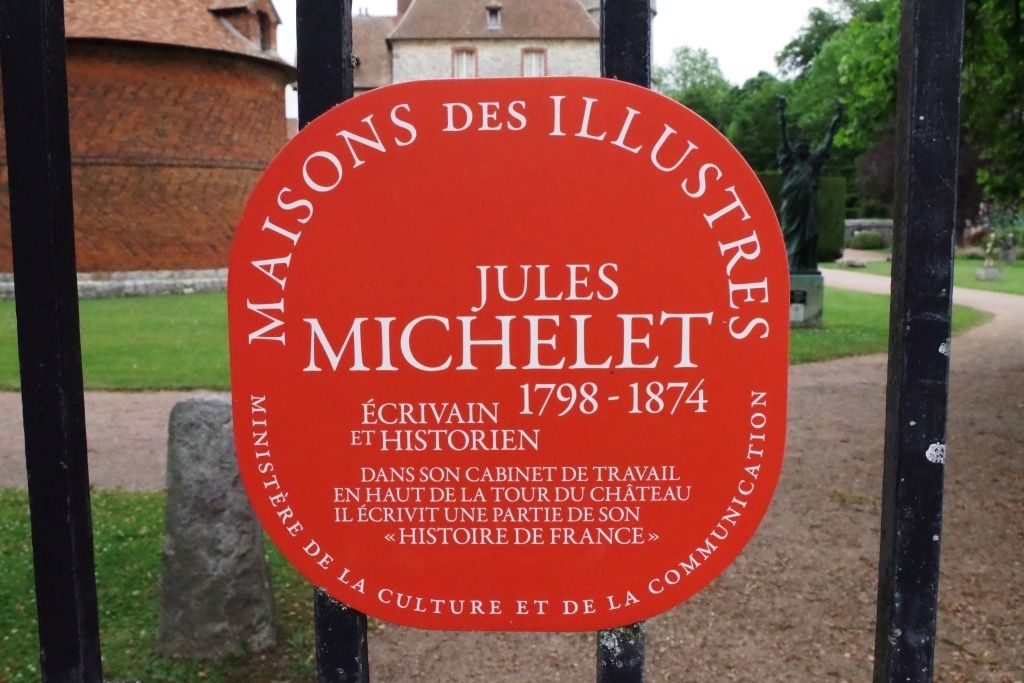 MAISONS DES ILLUSTRES
JULES
MICHELET
1798 - 1874
ÉCRIVAIN
ET HISTORIEN
DANS SON CABINET DE TRAVAIL
EN HAUT DE LA TOUR DU CHÂTEAU
IL ÉCRIVIT UNE PARTIE DE SON
« HISTOIRE DE FRANCE »
MINISTÈRE DE LA CULTURE ET DE LA COMMUNICATION